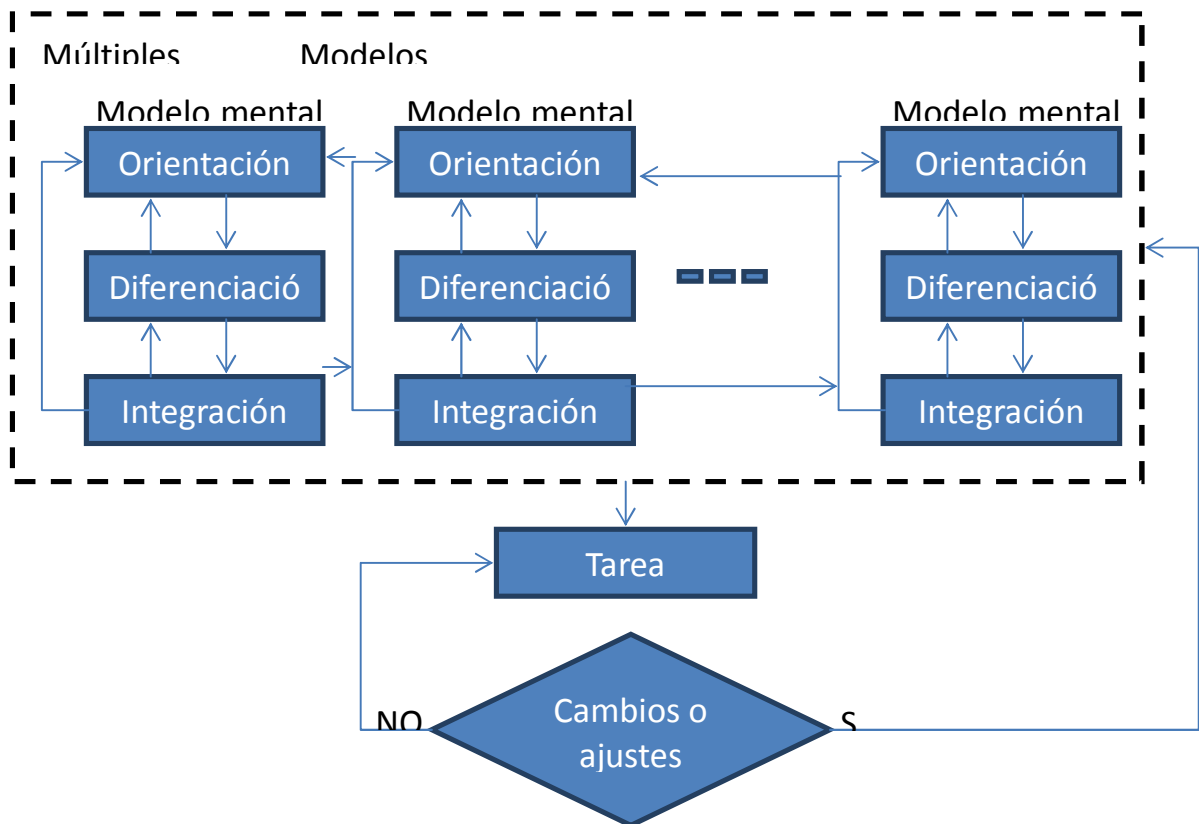 Múltiples Modelos
Modelo mental Modelo mental Modelo mental
Orientación Orientación Orientación
Diferenciació Diferenciació Diferenciació
Integración Integración Integración
Tarea
Cambios o
ajustes
NO
S